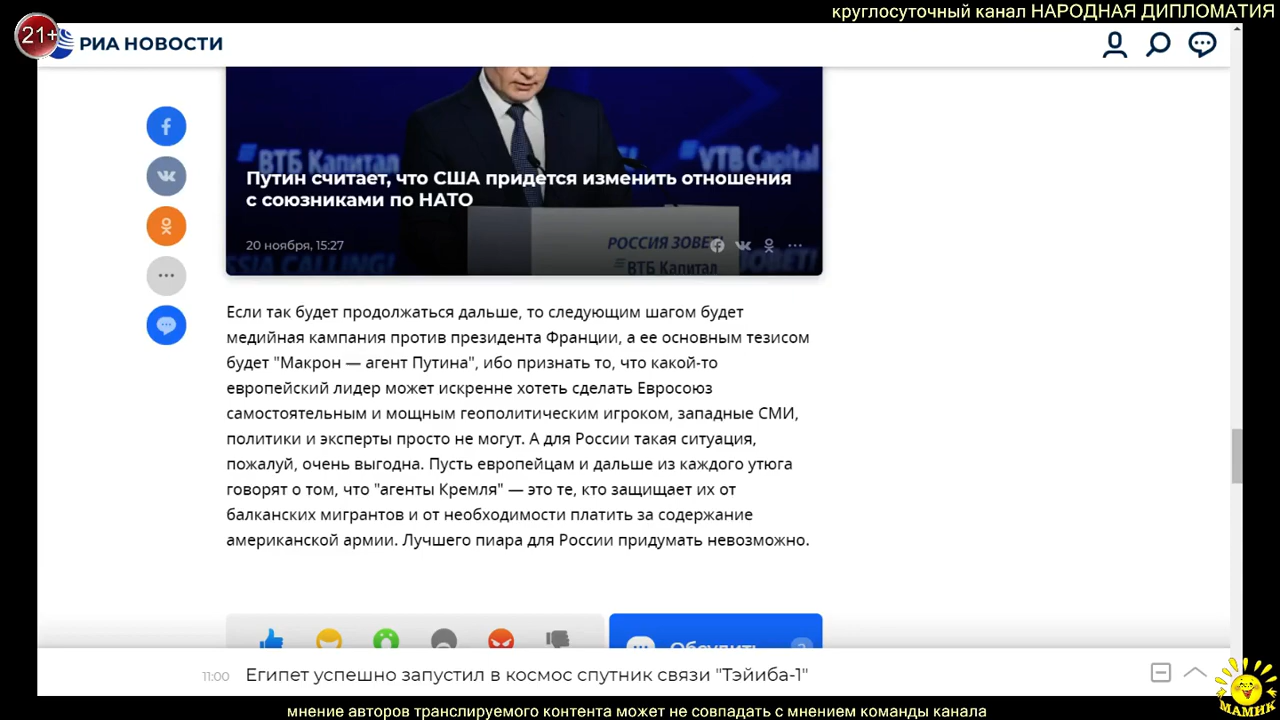 круглосуточный канал НАРОДНАЯ ДИПЛОМАТИЯ
21+
РИА НОВОСТИ
ВТБ Капитал
VTB Capital
Путин считает, что США придется изменить отношения
с союзниками по НАТО
20 ноября, 15:27
РОССИЯ ЗОВЕТ!
ВТБ Капитал
Если так будет продолжаться дальше, то следующим шагом будет
медийная кампания против президента Франции, а ее основным тезисом
будет "Макрон — агент Путина", ибо признать то, что какой-то
европейский лидер может искренне хотеть сделать Евросоюз
самостоятельным и мощным геополитическим игроком, западные СМИ,
политики и эксперты просто не могут. А для России такая ситуация,
пожалуй, очень выгодна. Пусть европейцам и дальше из каждого утюга
говорят о том, что "агенты Кремля" — это те, кто защищает их от
балканских мигрантов и от необходимости платить за содержание
американской армии. Лучшего пиара для России придумать невозможно.
Обсудить
11:00 Египет успешно запустил в космос спутник связи "Тэйиба-1"
МАМИК
мнение авторов транслируемого контента может не совпадать с мнением команды канала